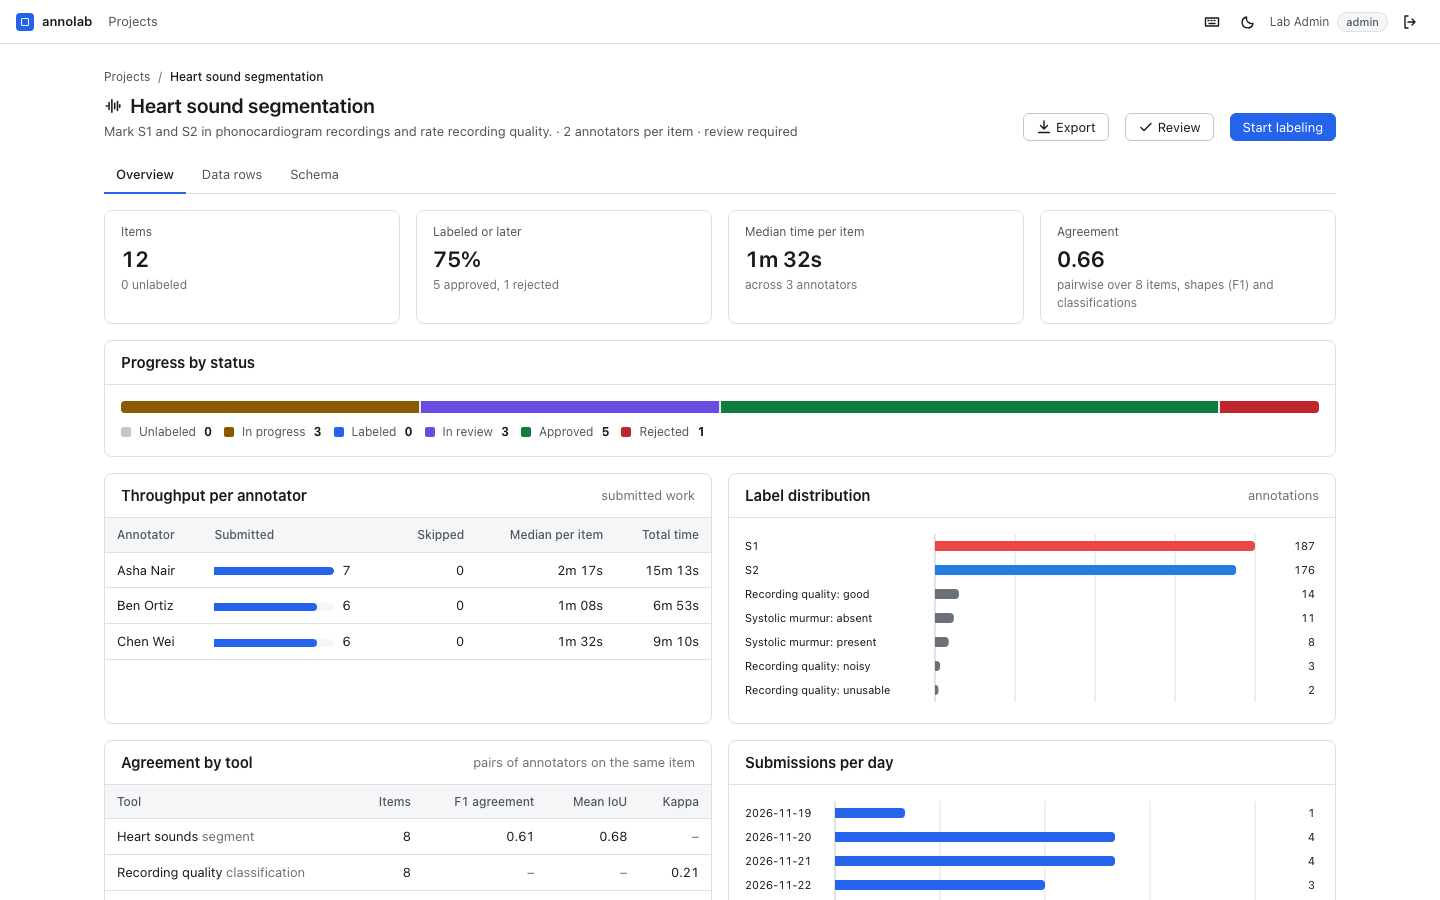 annolab Projects Lab Admin admin
Projects / Heart sound segmentation
Heart sound segmentation
Mark S1 and S2 in phonocardiogram recordings and rate recording quality. · 2 annotators per item · review required
Export Review Start labeling
Overview Data rows Schema
Items
12
0 unlabeled
Labeled or later
75%
5 approved, 1 rejected
Median time per item
1m 32s
across 3 annotators
Agreement
0.66
pairwise over 8 items, shapes (F1) and
classifications
Progress by status
Unlabeled 0 In progress 3 Labeled 0 In review 3 Approved 5 Rejected 1
Throughput per annotator submitted work
Annotator Submitted Skipped Median per item Total time
Asha Nair 7 0 2m 17s 15m 13s
Ben Ortiz 6 0 1m 08s 6m 53s
Chen Wei 6 0 1m 32s 9m 10s
Label distribution annotations
S1 187
S2 176
Recording quality: good 14
Systolic murmur: absent 11
Systolic murmur: present 8
Recording quality: noisy 3
Recording quality: unusable 2
Agreement by tool pairs of annotators on the same item
Tool Items F1 agreement Mean IoU Kappa
Heart sounds segment 8 0.61 0.68 –
Recording quality classification 8 – – 0.21
Submissions per day
2026-11-19 1
2026-11-20 4
2026-11-21 4
2026-11-22 3